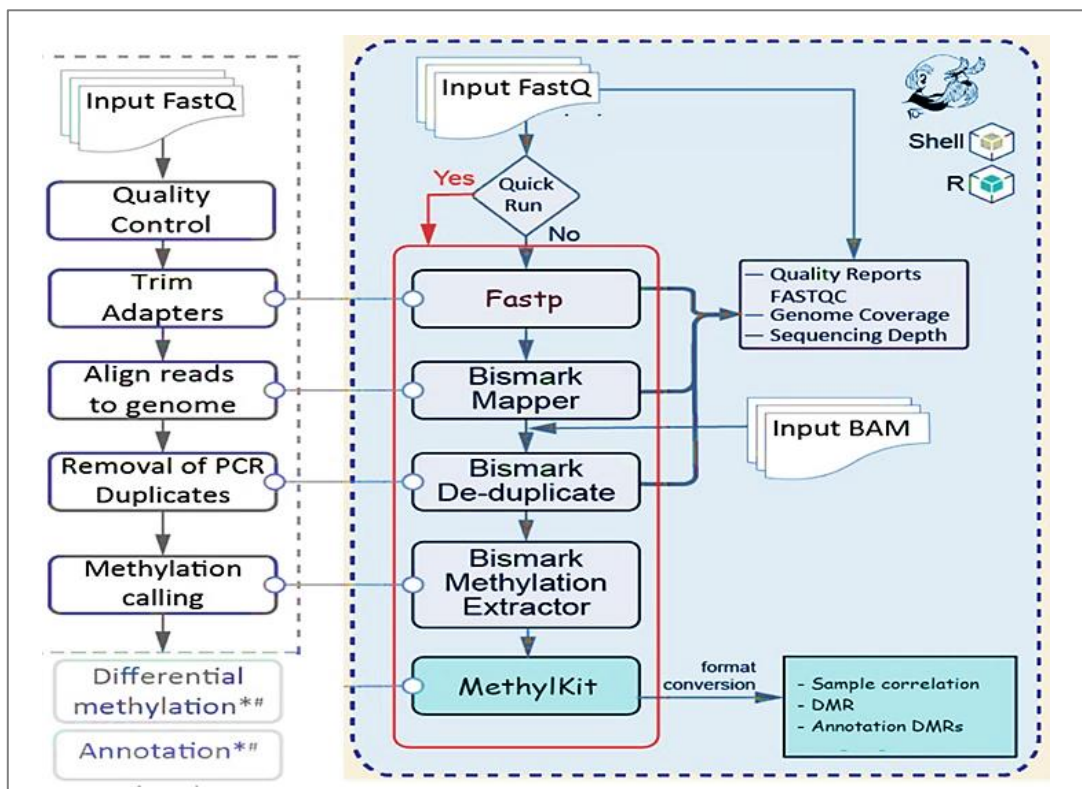 Input FastQ
Quality
Control
Trim
Adapters
Align reads
to genome
Removal of PCR
Duplicates
Methylation
calling
Differential
methylation*#
Annotation*#
Input FastQ
Quick
Run
Yes
No
Fastp
Bismark
Mapper
Bismark
De-duplicate
Bismark
Methylation
Extractor
MethylKit
Shell
R
— Quality Reports
FASTQC
— Genome Coverage
— Sequencing Depth
Input BAM
format
conversion
- Sample correlation
- DMR
- Annotation DMRs